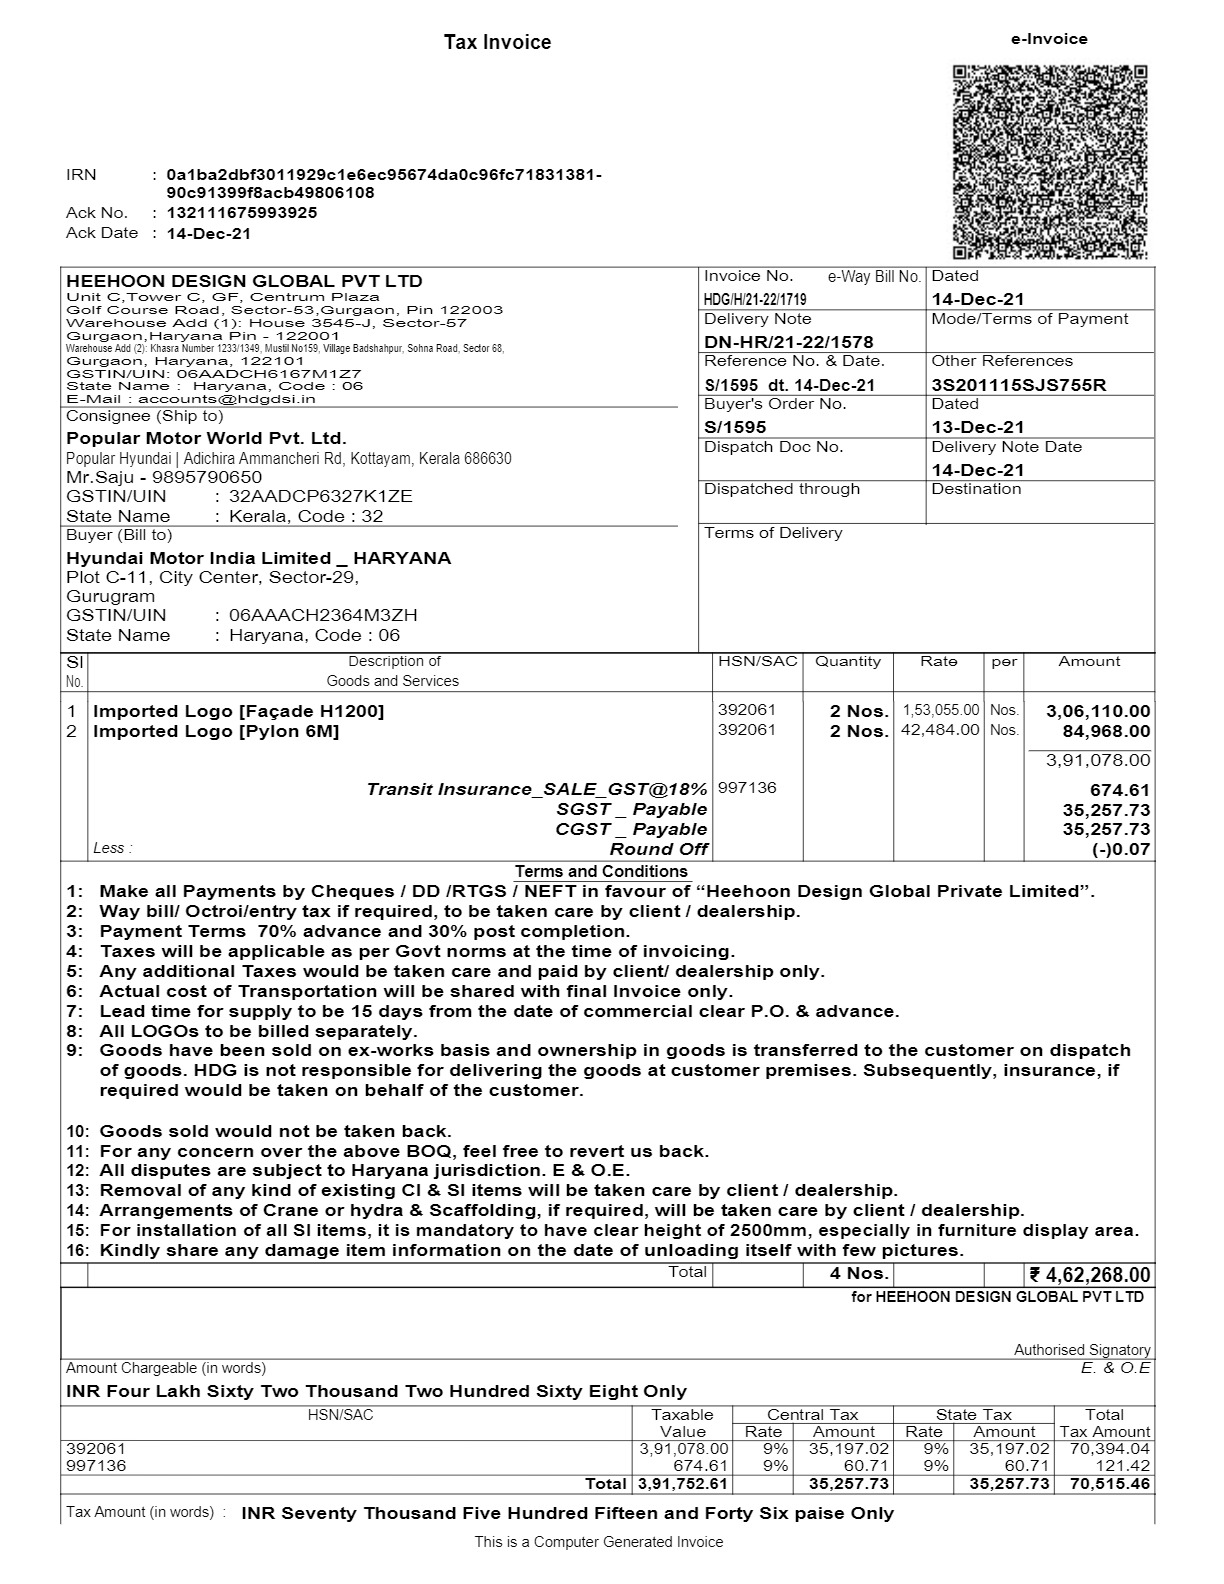 Tax Invoice
e-Invoice
IRN : 0a1ba2dbf3011929c1e6ec95674da0c96fc71831381-
90c91399f8acb49806108
Ack No. : 132111675993925
Ack Date : 14-Dec-21
HEEHOON DESIGN GLOBAL PVT LTD
Unit C,Tower C, GF, Centrum Plaza
Golf Course Road, Sector-53,Gurgaon, Pin 122003
Warehouse Add (1): House 3545-J, Sector-57
Gurgaon,Haryana Pin - 122001
Warehouse Add (2): Khasra Number 1233/1349, Mustil No159, Village Badshahpur, Sohna Road, Sector 68,
Gurgaon, Haryana, 122101
GSTIN/UIN: 06AADCH6167M1Z7
State Name : Haryana, Code : 06
E-Mail : accounts@hdgdsi.in
Consignee (Ship to)
Popular Motor World Pvt. Ltd.
Popular Hyundai | Adichira Ammancheri Rd, Kottayam, Kerala 686630
Mr.Saju - 9895790650
GSTIN/UIN : 32AADCP6327K1ZE
State Name : Kerala, Code : 32
Buyer (Bill to)
Hyundai Motor India Limited _ HARYANA
Plot C-11, City Center, Sector-29,
Gurugram
GSTIN/UIN : 06AAACH2364M3ZH
State Name : Haryana, Code : 06
Invoice No. e-Way Bill No. Dated
HDG/H/21-22/1719 14-Dec-21
Delivery Note Mode/Terms of Payment
DN-HR/21-22/1578
Reference No. & Date. Other References
S/1595 dt. 14-Dec-21 3S201115SJS755R
Buyer's Order No. Dated
S/1595 13-Dec-21
Dispatch Doc No. Delivery Note Date
14-Dec-21
Dispatched through Destination
Terms of Delivery
Sl Description of HSN/SAC Quantity Rate per Amount
No. Goods and Services
1 Imported Logo [Façade H1200] 392061 2 Nos. 1,53,055.00 Nos. 3,06,110.00
2 Imported Logo [Pylon 6M] 392061 2 Nos. 42,484.00 Nos. 84,968.00
3,91,078.00
Transit Insurance_SALE_GST@18% 997136 674.61
SGST _ Payable 35,257.73
CGST _ Payable 35,257.73
Less : Round Off (-)0.07
Terms and Conditions
1: Make all Payments by Cheques / DD /RTGS / NEFT in favour of “Heehoon Design Global Private Limited”.
2: Way bill/ Octroi/entry tax if required, to be taken care by client / dealership.
3: Payment Terms 70% advance and 30% post completion.
4: Taxes will be applicable as per Govt norms at the time of invoicing.
5: Any additional Taxes would be taken care and paid by client/ dealership only.
6: Actual cost of Transportation will be shared with final Invoice only.
7: Lead time for supply to be 15 days from the date of commercial clear P.O. & advance.
8: All LOGOs to be billed separately.
9: Goods have been sold on ex-works basis and ownership in goods is transferred to the customer on dispatch
of goods. HDG is not responsible for delivering the goods at customer premises. Subsequently, insurance, if
required would be taken on behalf of the customer.
10: Goods sold would not be taken back.
11: For any concern over the above BOQ, feel free to revert us back.
12: All disputes are subject to Haryana jurisdiction. E & O.E.
13: Removal of any kind of existing CI & SI items will be taken care by client / dealership.
14: Arrangements of Crane or hydra & Scaffolding, if required, will be taken care by client / dealership.
15: For installation of all SI items, it is mandatory to have clear height of 2500mm, especially in furniture display area.
16: Kindly share any damage item information on the date of unloading itself with few pictures.
Total 4 Nos. ₹ 4,62,268.00
for HEEHOON DESIGN GLOBAL PVT LTD
Authorised Signatory
Amount Chargeable (in words) E. & O.E
INR Four Lakh Sixty Two Thousand Two Hundred Sixty Eight Only
HSN/SAC Taxable Central Tax State Tax Total
Value Rate Amount Rate Amount Tax Amount
392061 3,91,078.00 9% 35,197.02 9% 35,197.02 70,394.04
997136 674.61 9% 60.71 9% 60.71 121.42
Total 3,91,752.61 35,257.73 35,257.73 70,515.46
Tax Amount (in words) : INR Seventy Thousand Five Hundred Fifteen and Forty Six paise Only
This is a Computer Generated Invoice